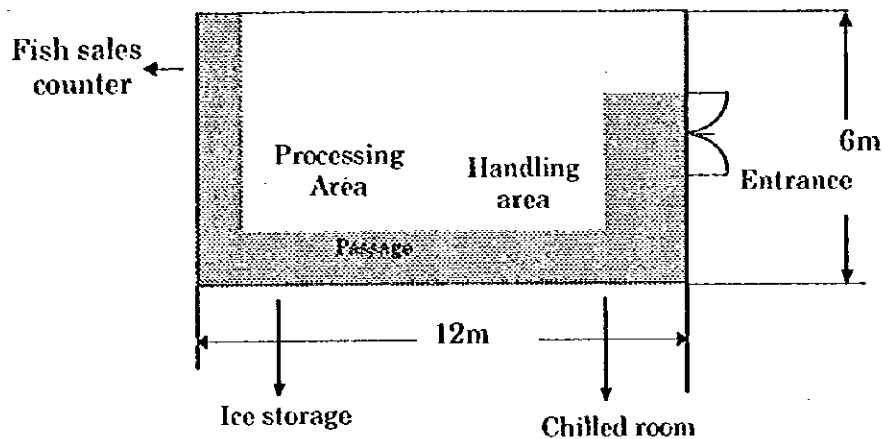 Fish sales
counter
Processing
Area
Handling
area
6m
Entrance
Passage
12m
Ice storage
Chilled room